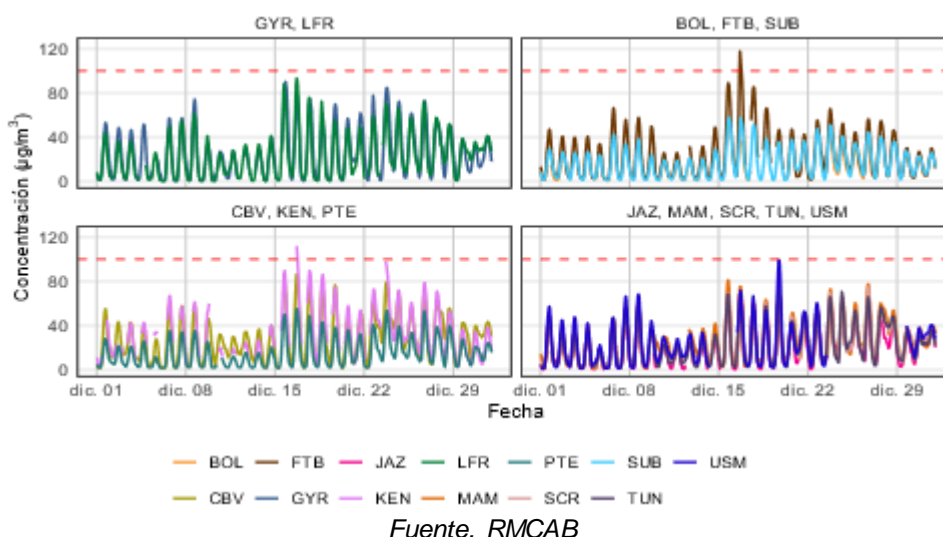 GYR, LFR
BOL, FTB, SUB
120
80
40
0
CBV, KEN, PTE
JAZ, MAM, SCR, TUN, USM
120
80
40
0
Concentración (µg/m³)
dic. 01 dic. 08 dic. 15 dic. 22 dic. 29
dic. 01 dic. 08 dic. 15 dic. 22 dic. 29
Fecha
BOL FTB JAZ LFR PTE SUB USM
CBV GYR KEN MAM SCR TUN
Fuente. RMCAB